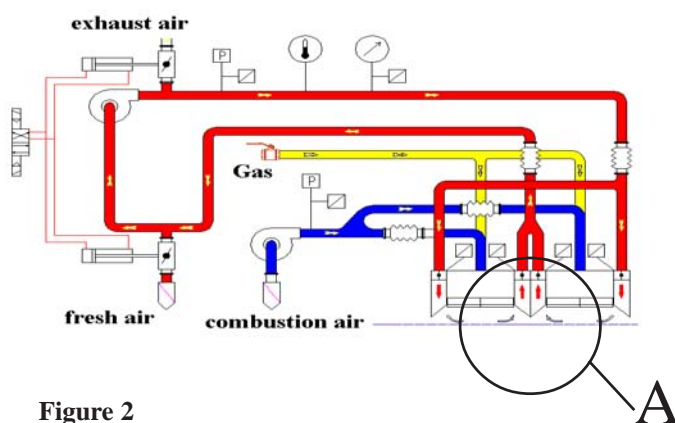 exhaust air
P
Gas
P
fresh air
combustion air
Figure 2
A